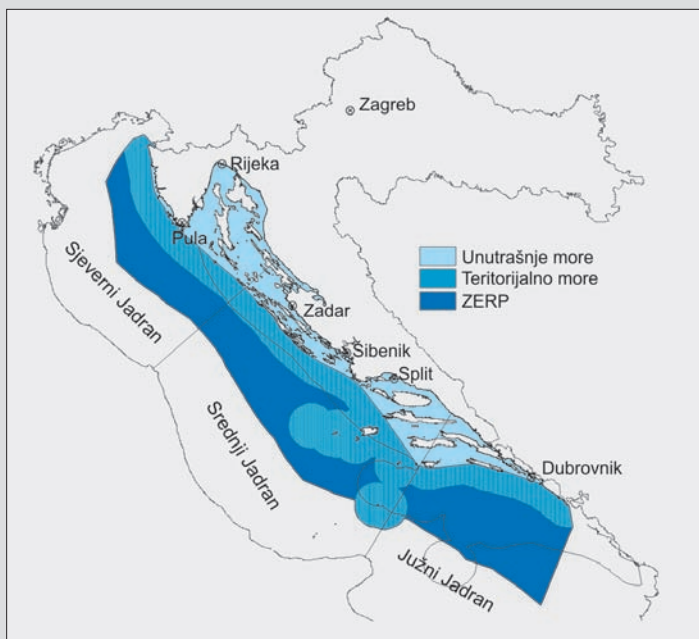 Zagreb
Rijeka
Pula
Unutrašnje more
Teritorijalno more
ZERP
Sjeverni Jadran
Zadar
Šibenik
Split
Srednji Jadran
Dubrovnik
Južni Jadran